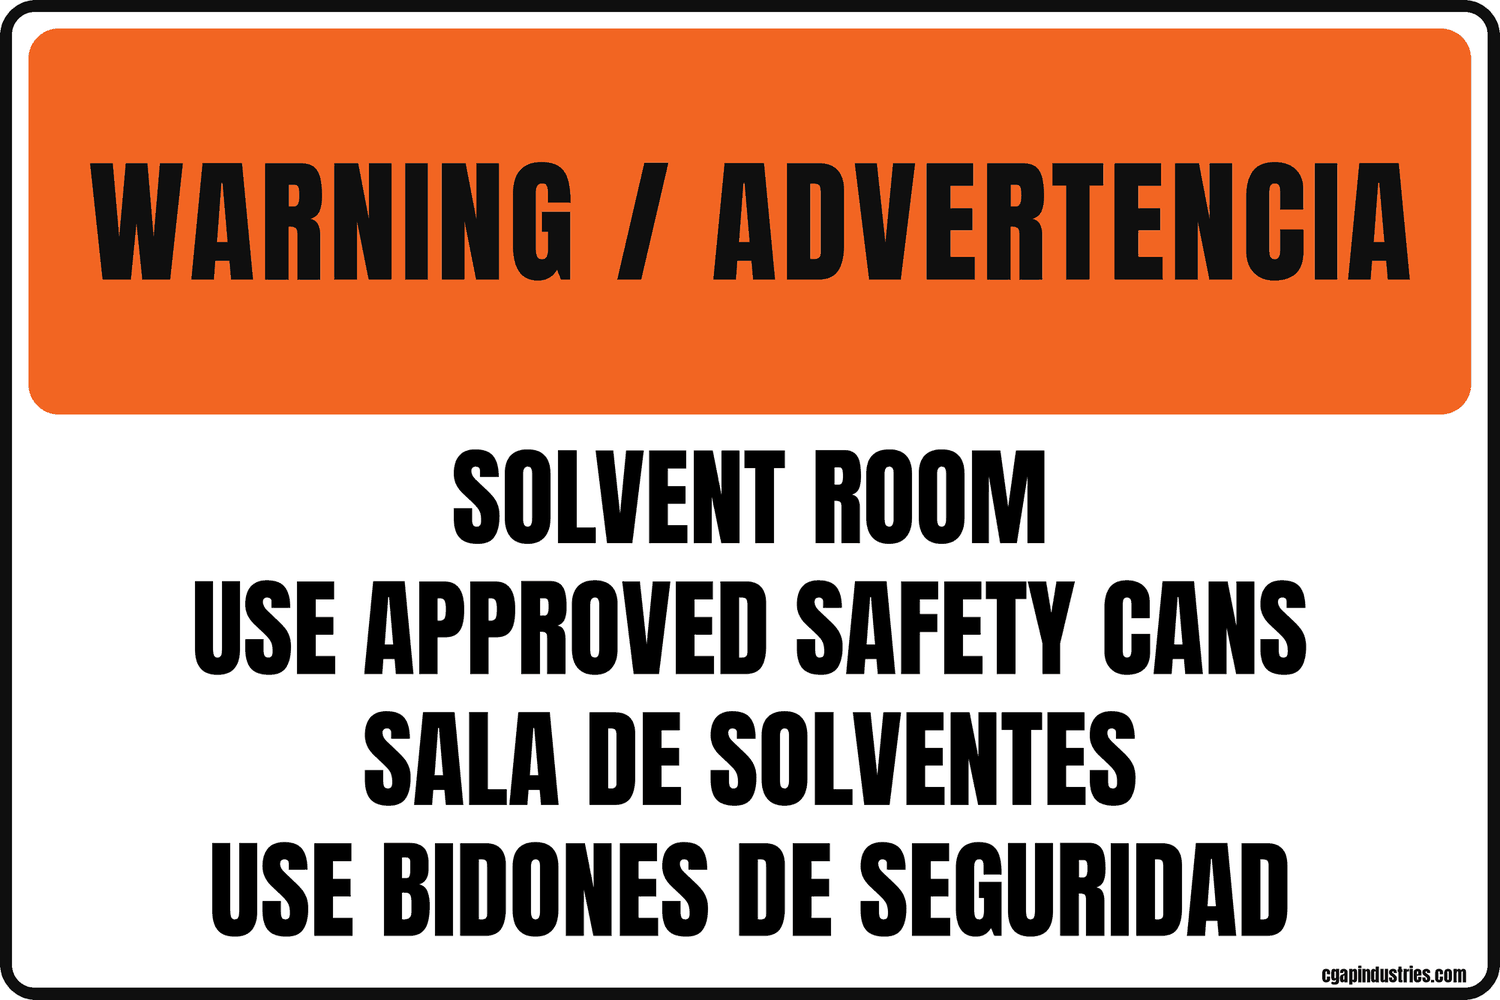 WARNING / ADVERTENCIA
SOLVENT ROOM
USE APPROVED SAFETY CANS
SALA DE SOLVENTES
USE BIDONES DE SEGURIDAD
cgapindustries.com